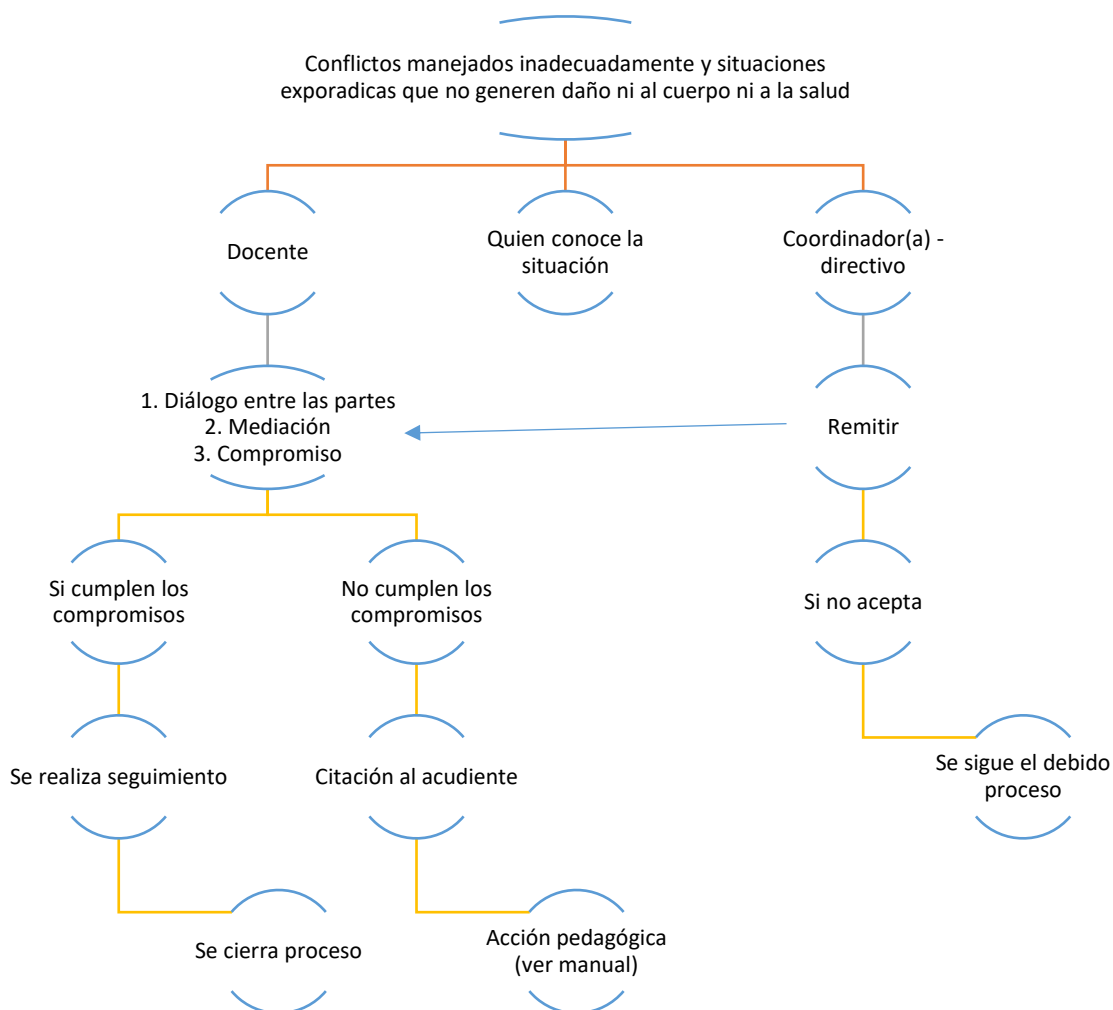 Conflictos manejados inadecuadamente y situaciones
exporadicas que no generen daño ni al cuerpo ni a la salud
Docente
Quien conoce la
situación
Coordinador(a) -
directivo
1. Diálogo entre las partes
2. Mediación
3. Compromiso
Remitir
Si cumplen los
compromisos
No cumplen los
compromisos
Si no acepta
Se realiza seguimiento
Citación al acudiente
Se sigue el debido
proceso
Se cierra proceso
Acción pedagógica
(ver manual)